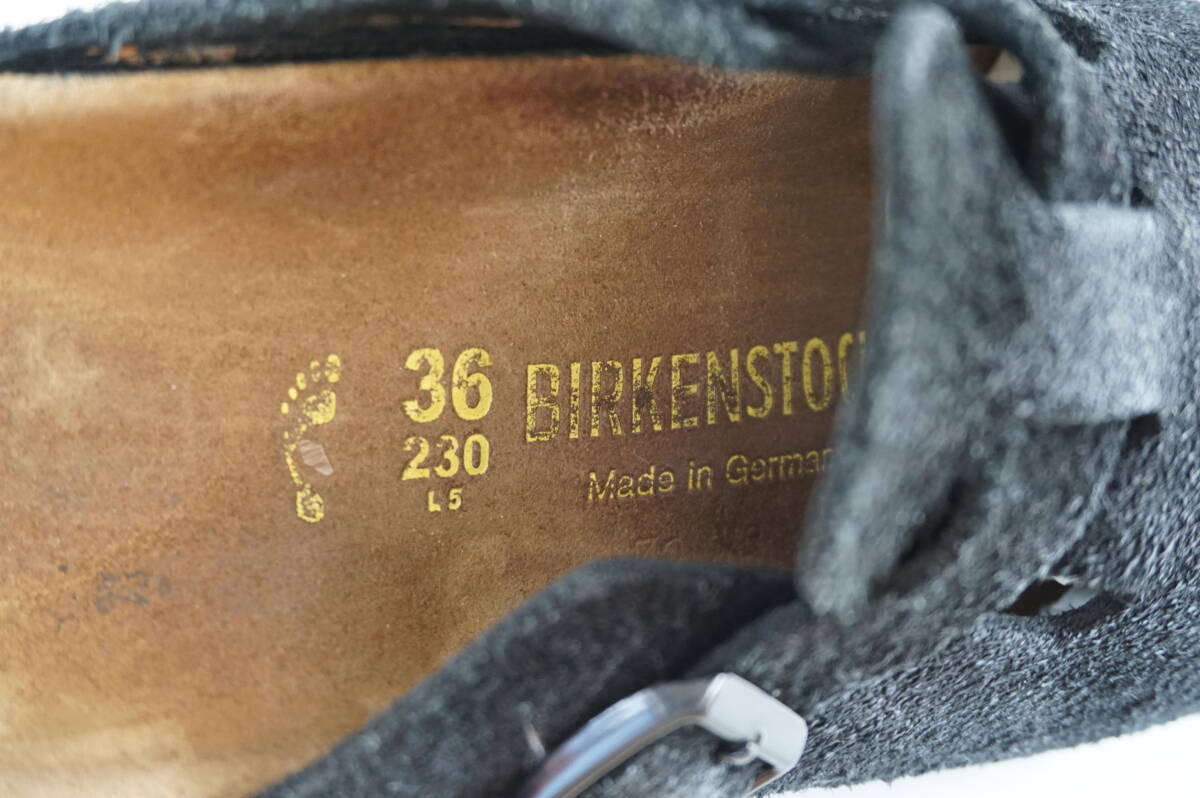 36 BIRKENSTOC
230
Made in German
L5